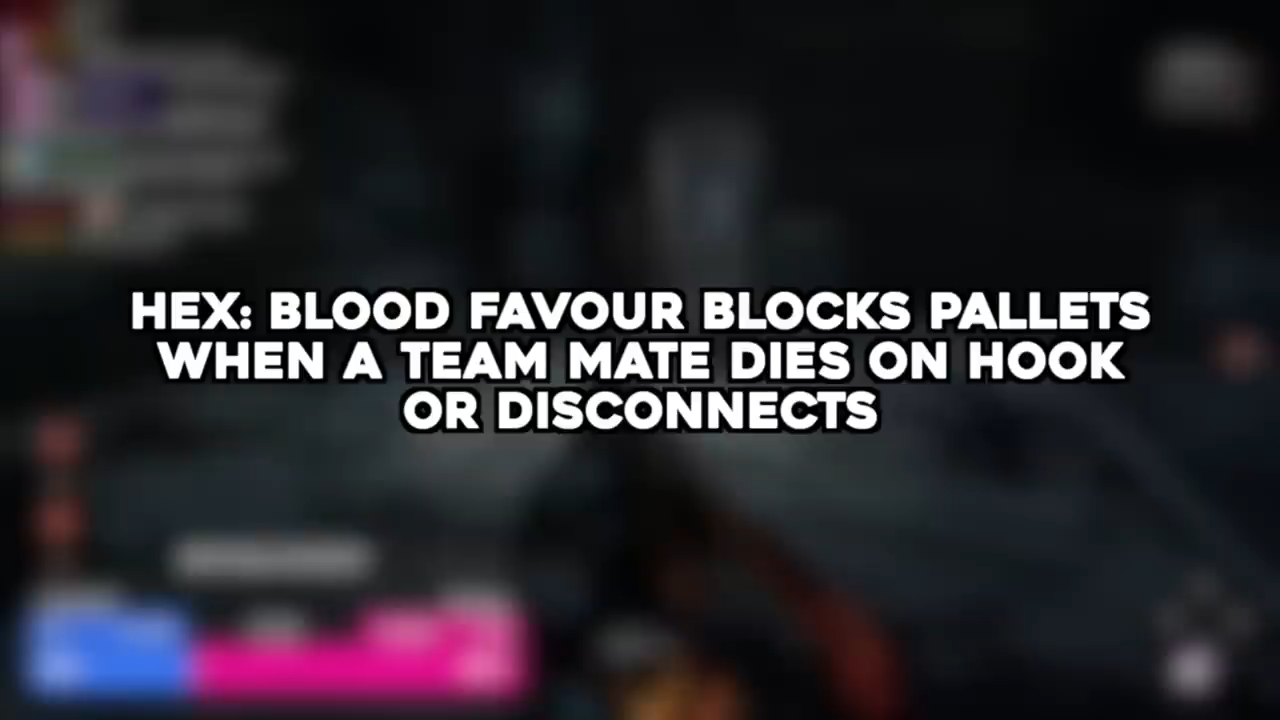 HEX: BLOOD FAVOUR BLOCKS PALLETS
WHEN A TEAM MATE DIES ON HOOK
OR DISCONNECTS